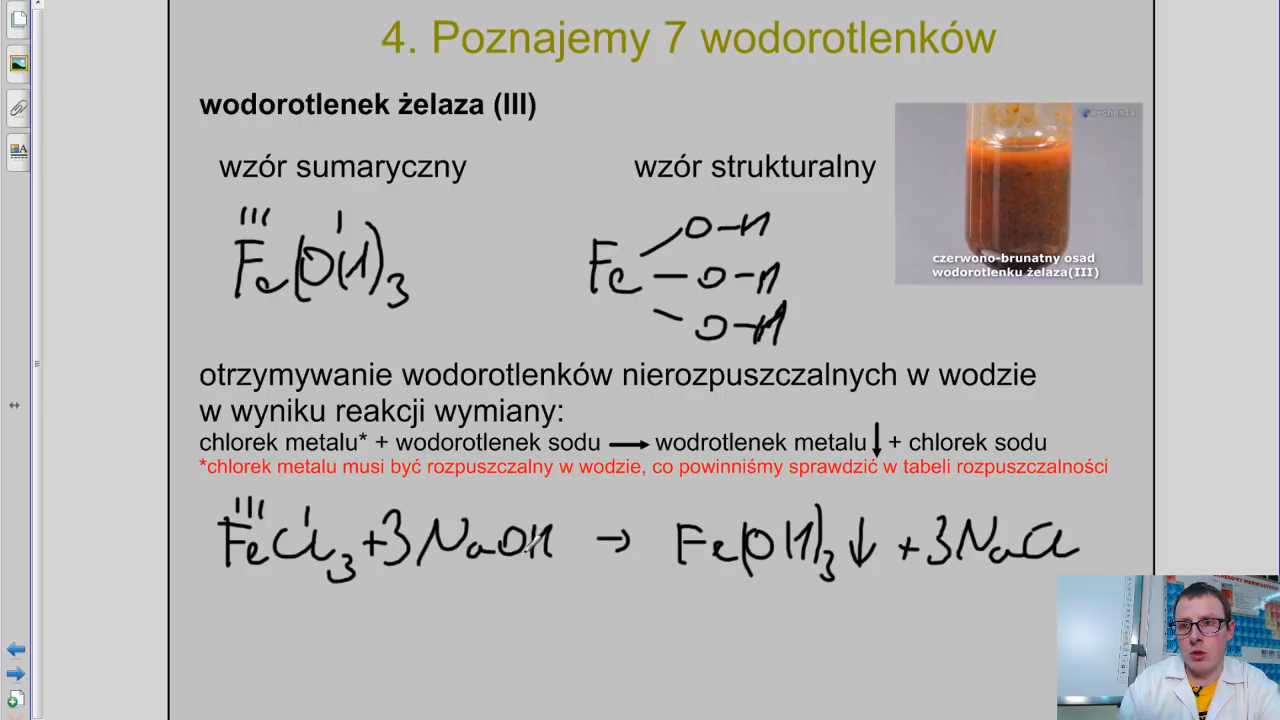 4. Poznajemy 7 wodorotlenków
wodorotlenek żelaza (III)
wzór sumaryczny
wzór strukturalny
III I
Fe(OH)3
O-H
Fe - O-H
O-H
czerwono-brunatny osad
wodorotlenku żelaza(III)
otrzymywanie wodorotlenków nierozpuszczalnych w wodzie
w wyniku reakcji wymiany:
chlorek metalu* + wodorotlenek sodu → wodrotlenek metalu ↓ + chlorek sodu
*chlorek metalu musi być rozpuszczalny w wodzie, co powinniśmy sprawdzić w tabeli rozpuszczalności
III I
FeCl3 + 3NaOH → Fe(OH)3 ↓ + 3NaCl